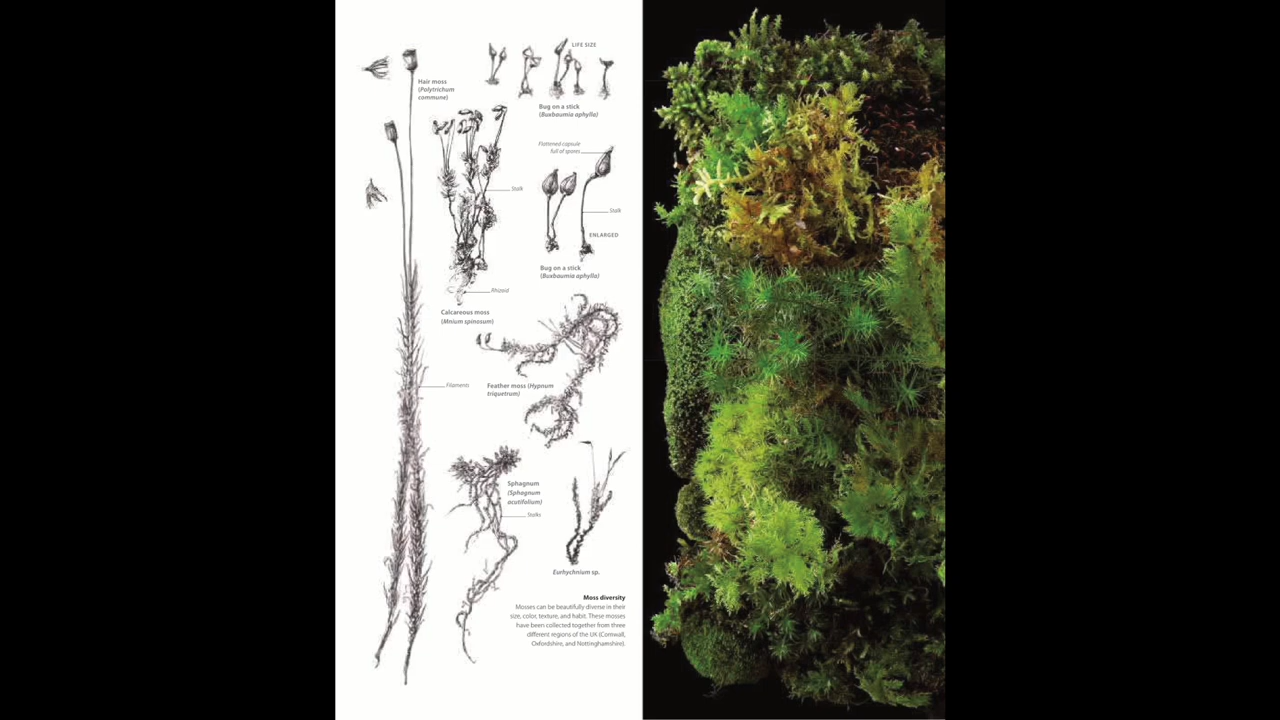 LIFE SIZE
Hair moss
(Polytrichum
commune)
Bug on a stick
(Buxbaumia aphylla)
Flattened capsule
full of spores
Stalk
Stalk
ENLARGED
Bug on a stick
(Buxbaumia aphylla)
Rhizoid
Calcareous moss
(Mnium spinosum)
Filaments
Feather moss (Hypnum
triquetrum)
Sphagnum
(Sphagnum
acutifolium)
Stalks
Eurhychnium sp.
Moss diversity
Mosses can be beautifully diverse in their
size, color, texture, and habit. These mosses
have been collected together from three
different regions of the UK (Cornwall,
Oxfordshire, and Nottinghamshire).